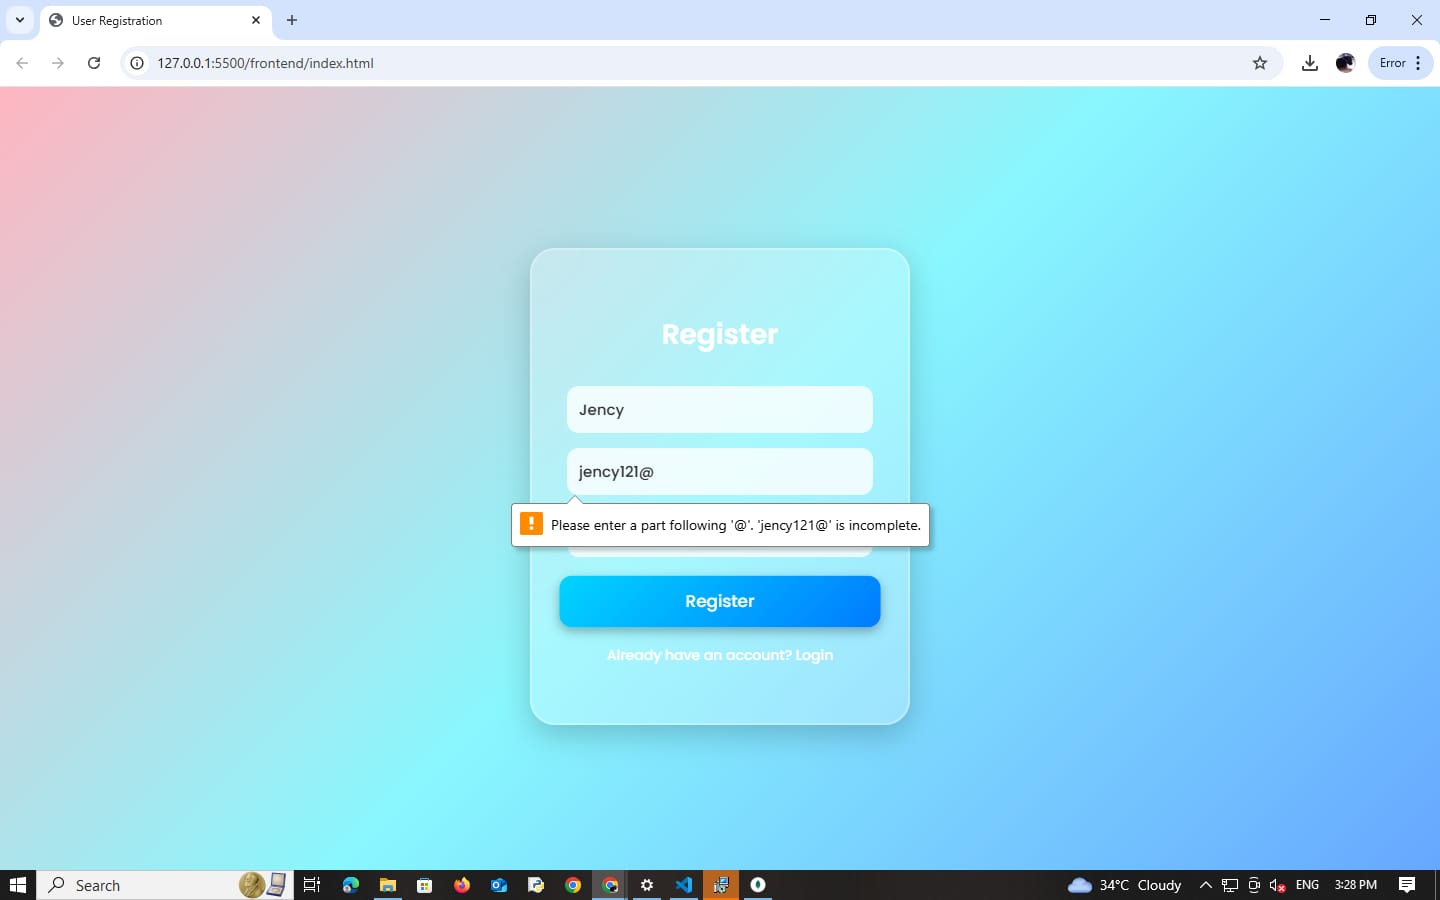 User Registration
127.0.0.1:5500/frontend/index.html
Error
Register
Jency
jency121@
Please enter a part following '@'. 'jency121@' is incomplete.
Register
Already have an account? Login
Search
34°C Cloudy
ENG
3:28 PM